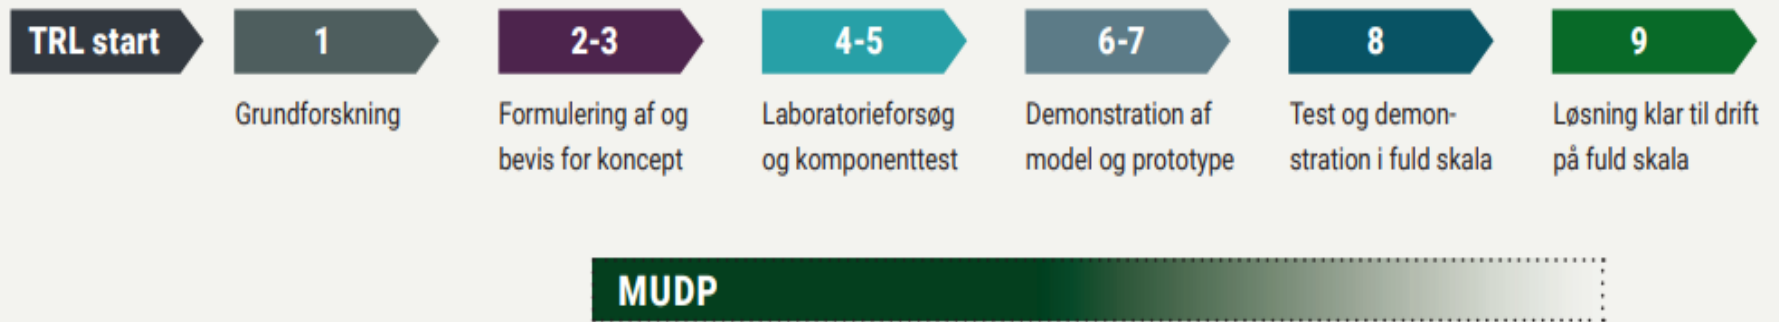 TRL start
1
2-3
4-5
6-7
8
9
Grundforskning
Formulering af og
bevis for koncept
Laboratorieforsøg
og komponenttest
Demonstration af
model og prototype
Test og demon-
stration i fuld skala
Løsning klar til drift
på fuld skala
MUDP